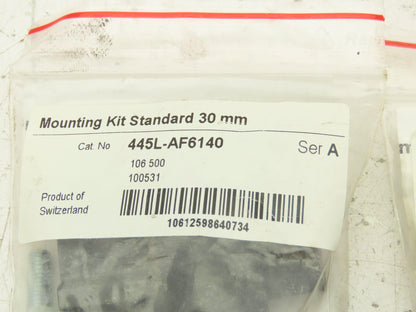 Mounting Kit Standard 30 mm
Cat. No 445L-AF6140 Ser A
106 500
100531
Product of
Switzerland
10612598640734